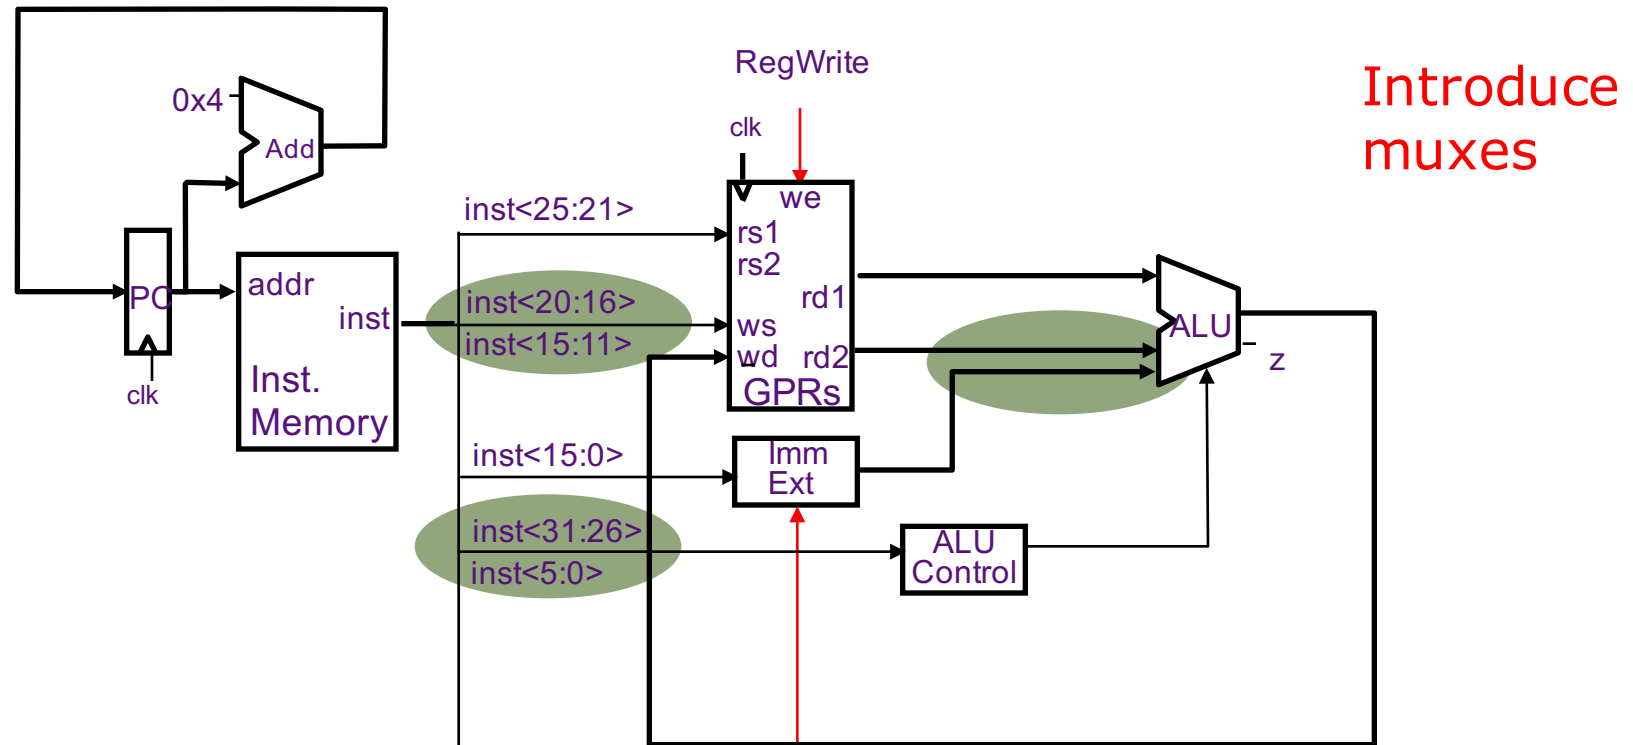 RegWrite
Introduce
muxes
0x4
Add
clk
we
inst<25:21>
rs1
rs2
PC
addr
inst
inst<20:16>
rd1
ws
inst<15:11>
wd
rd2
ALU
z
clk
Inst.
Memory
GPRs
inst<15:0>
Imm
Ext
inst<31:26>
ALU
Control
inst<5:0>